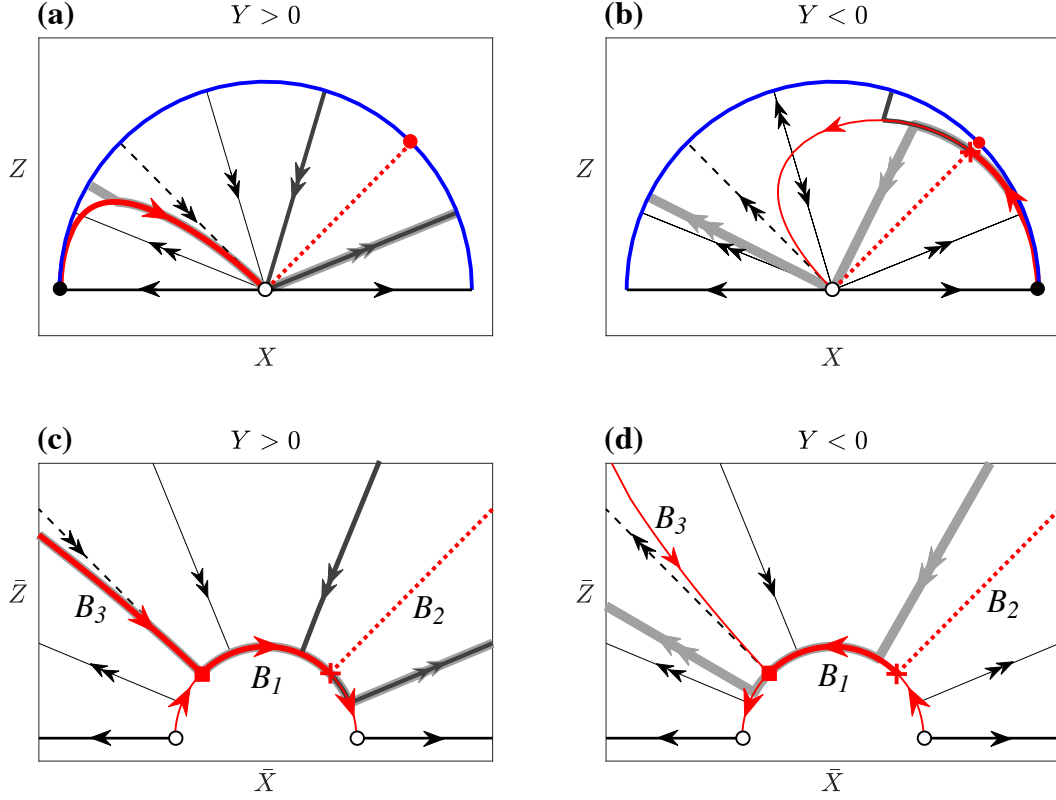 (a) Y > 0
Z
X
(b) Y < 0
Z
X
(c) Y > 0
Z̄
B₃
B₁
B₂
X̄
(d) Y < 0
Z̄
B₃
B₁
B₂
X̄